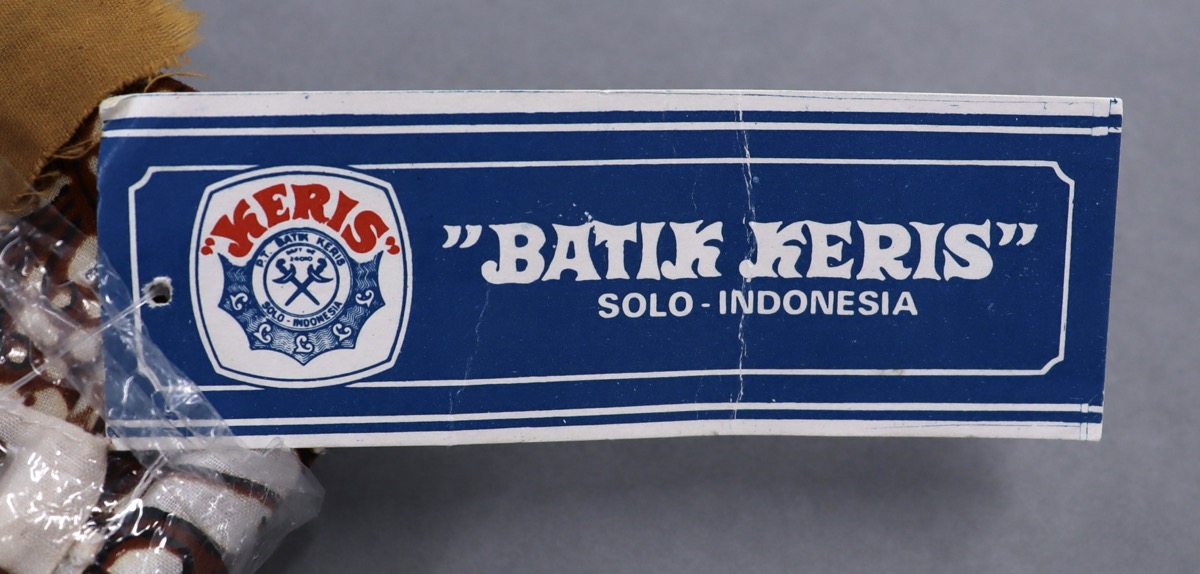 "KERIS"
P.T. BATIK KERIS
SOLO - INDONESIA
"BATIK KERIS"
SOLO - INDONESIA